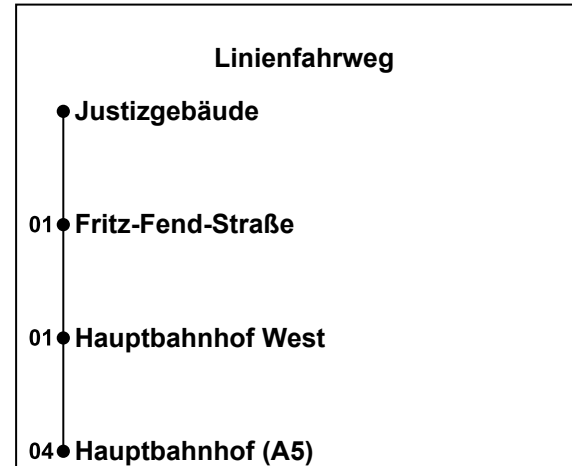 Linienfahrweg
Justizgebäude
01 Fritz-Fend-Straße
01 Hauptbahnhof West
04 Hauptbahnhof (A5)